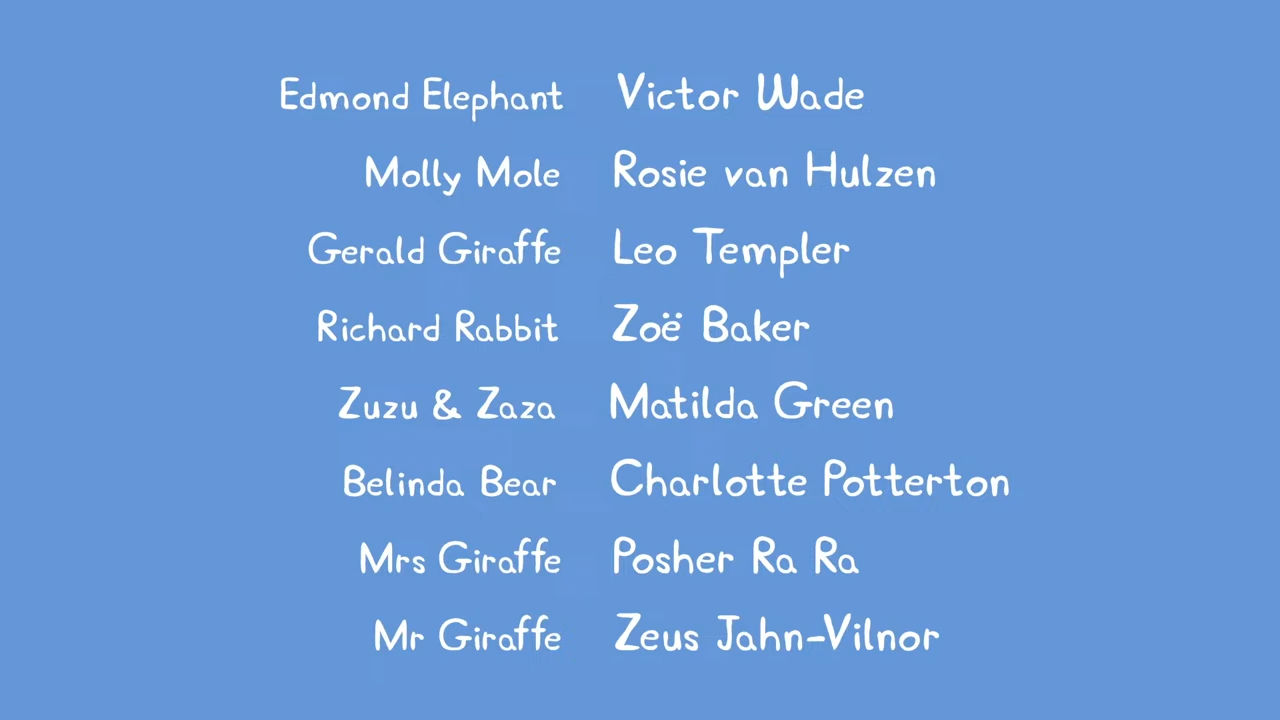 Edmond Elephant Victor Wade
Molly Mole Rosie van Hulzen
Gerald Giraffe Leo Templer
Richard Rabbit Zoë Baker
Zuzu & Zaza Matilda Green
Belinda Bear Charlotte Potterton
Mrs Giraffe Posher Ra Ra
Mr Giraffe Zeus Jahn-Vilnor